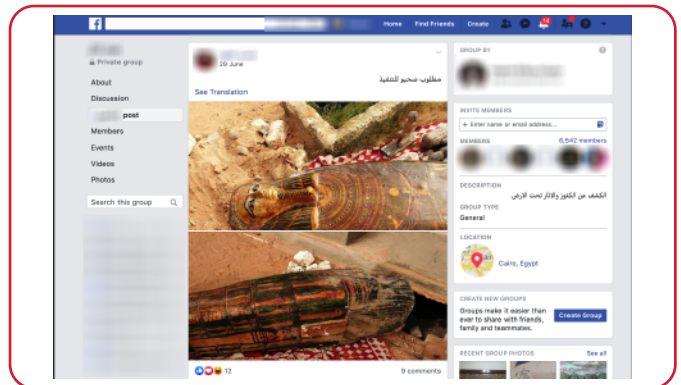 f
Home Find Friends Create
14
Private group
About
Discussion
post
Members
Events
Videos
Photos
Search this group
29 June
مطلوب صحبو للتنفيذ
See Translation
12
9 comments
GROUP BY
INVITE MEMBERS
+ Enter name or email address...
MEMBERS 6,542 members
DESCRIPTION
الكشف عن الكنوز والاثار تحت الارض
GROUP TYPE
General
LOCATION
Cairo, Egypt
CREATE NEW GROUPS
Groups make it easier than
ever to share with friends,
family and teammates.
Create Group
RECENT GROUP PHOTOS See all